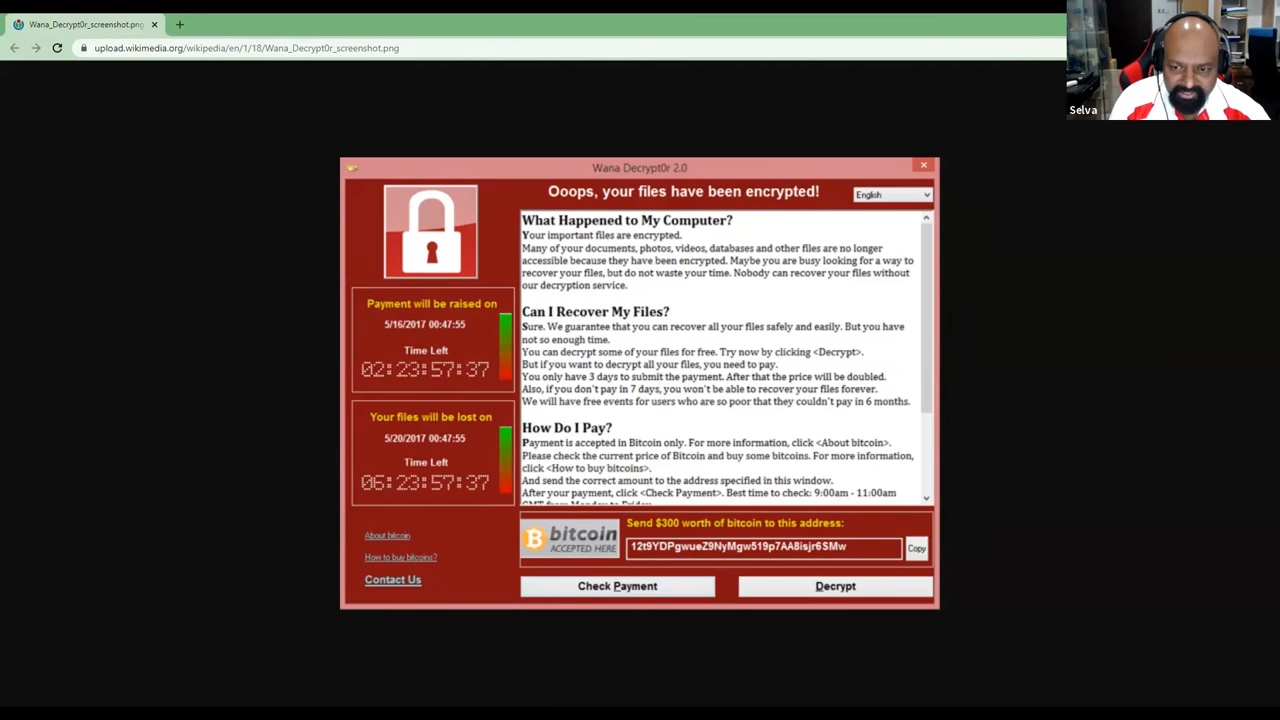 Wana_Decrypt0r_screenshot.png
upload.wikimedia.org/wikipedia/en/1/18/Wana_Decrypt0r_screenshot.png
Selva
Wana Decrypt0r 2.0
Ooops, your files have been encrypted!
English
Payment will be raised on
5/16/2017 00:47:55
Time Left
02:23:57:37
Your files will be lost on
5/20/2017 00:47:55
Time Left
06:23:57:37
About bitcoin
How to buy bitcoins?
Contact Us
What Happened to My Computer?
Your important files are encrypted.
Many of your documents, photos, videos, databases and other files are no longer
accessible because they have been encrypted. Maybe you are busy looking for a way to
recover your files, but do not waste your time. Nobody can recover your files without
our decryption service.
Can I Recover My Files?
Sure. We guarantee that you can recover all your files safely and easily. But you have
not so enough time.
You can decrypt some of your files for free. Try now by clicking <Decrypt>.
But if you want to decrypt all your files, you need to pay.
You only have 3 days to submit the payment. After that the price will be doubled.
Also, if you don't pay in 7 days, you won't be able to recover your files forever.
We will have free events for users who are so poor that they couldn't pay in 6 months.
How Do I Pay?
Payment is accepted in Bitcoin only. For more information, click <About bitcoin>.
Please check the current price of Bitcoin and buy some bitcoins. For more information,
click <How to buy bitcoins>.
And send the correct amount to the address specified in this window.
After your payment, click <Check Payment>. Best time to check: 9:00am - 11:00am
GMT from Monday to Friday.
bitcoin
ACCEPTED HERE
Send $300 worth of bitcoin to this address:
12t9YDPgwueZ9NyMgw519p7AA8isjr6SMw
Copy
Check Payment
Decrypt